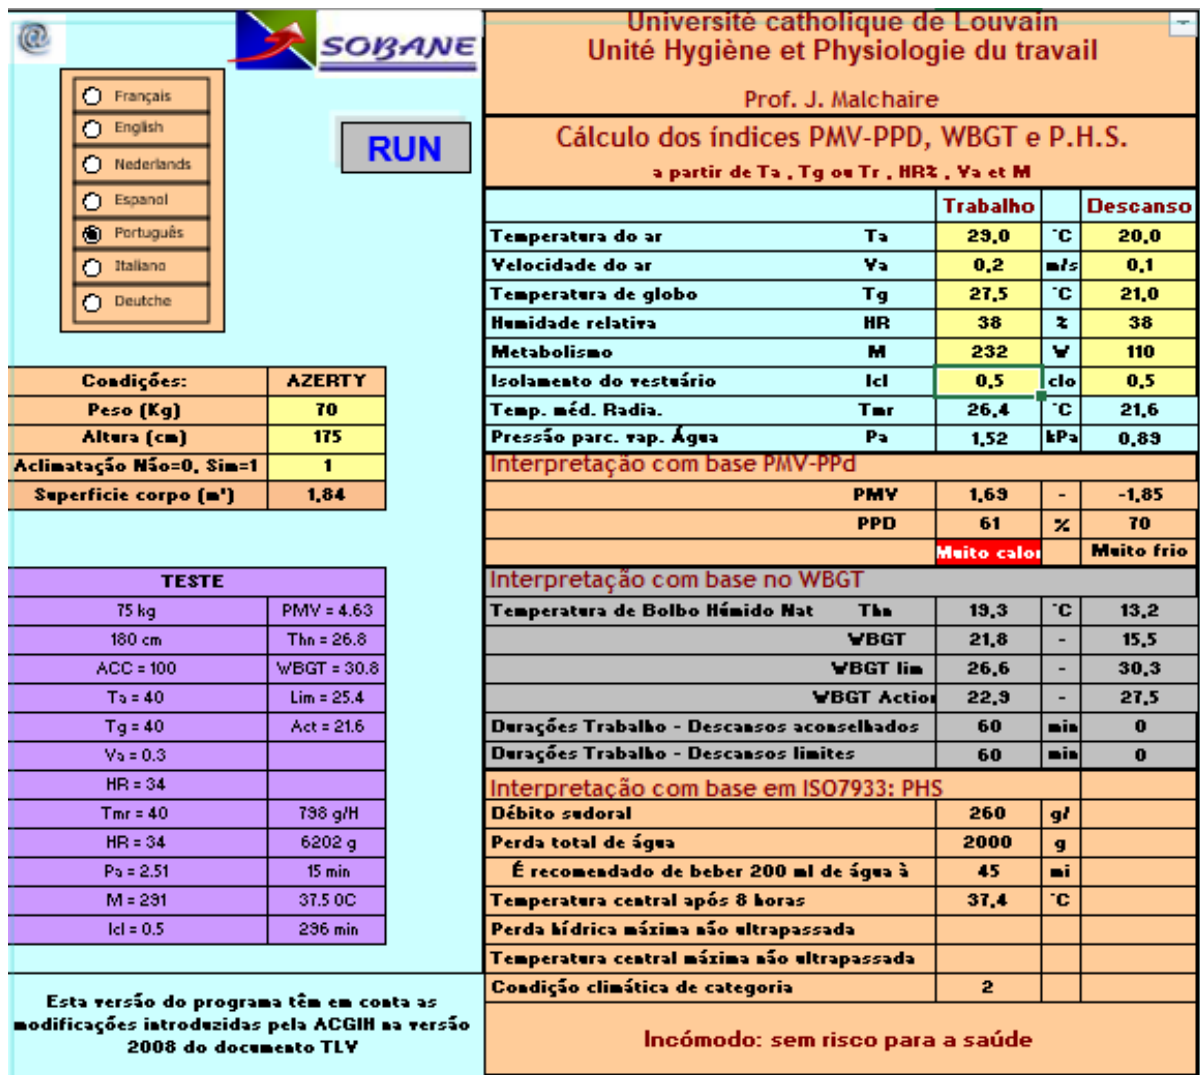 @
SOBANE
Français
English
Nederlands
Espanol
Português
Italiano
Deutche
RUN
Université catholique de Louvain
Unité Hygiène et Physiologie du travail
Prof. J. Malchaire
Cálculo dos índices PMV-PPD, WBGT e P.H.S.
a partir de Ta , Tg ou Tr , HR% , Va et M
Trabalho Descanso
Temperatura do ar Ta 29,0 °C 20,0
Velocidade do ar Va 0,2 m/s 0,1
Temperatura de globo Tg 27,5 °C 21,0
Humidade relativa HR 38 % 38
Metabolismo M 232 W 110
Isolamento do vestuário Icl 0,5 clo 0,5
Temp. méd. Radia. Tmr 26,4 °C 21,6
Pressão parc. vap. Água Pa 1,52 kPa 0,89
Condições: AZERTY
Peso (Kg) 70
Altura (cm) 175
Aclimatação Não=0, Sim=1 1
Superficie corpo (m²) 1,84
Interpretação com base PMV-PPd
PMV 1,69 - -1,85
PPD 61 % 70
Muito calor Muito frio
Interpretação com base no WBGT
Temperatura de Bolbo Húmido Nat Thn 19,3 °C 13,2
WBGT 21,8 - 15,5
WBGT lim 26,6 - 30,3
WBGT Action 22,9 - 27,5
Durações Trabalho - Descansos aconselhados 60 min 0
Durações Trabalho - Descansos limites 60 min 0
TESTE
75 kg PMV = 4.63
180 cm Thn = 26.8
ACC = 100 WBGT = 30.8
Ta = 40 Lim = 25.4
Tg = 40 Act = 21.6
Va = 0.3
HR = 34
Tmr = 40 798 g/H
HR = 34 6202 g
Pa = 2.51 15 min
M = 291 37.5 0C
Icl = 0.5 296 min
Interpretação com base em ISO7933: PHS
Débito sudoral 260 g/
Perda total de água 2000 g
É recomendado de beber 200 ml de água à 45 mi
Temperatura central após 8 horas 37,4 °C
Perda hídrica máxima não ultrapassada
Temperatura central máxima não ultrapassada
Condição climática de categoria 2
Incómodo: sem risco para a saúde
Esta versão do programa têm em conta as
modificações introduzidas pela ACGIH na versão
2008 do documento TLV